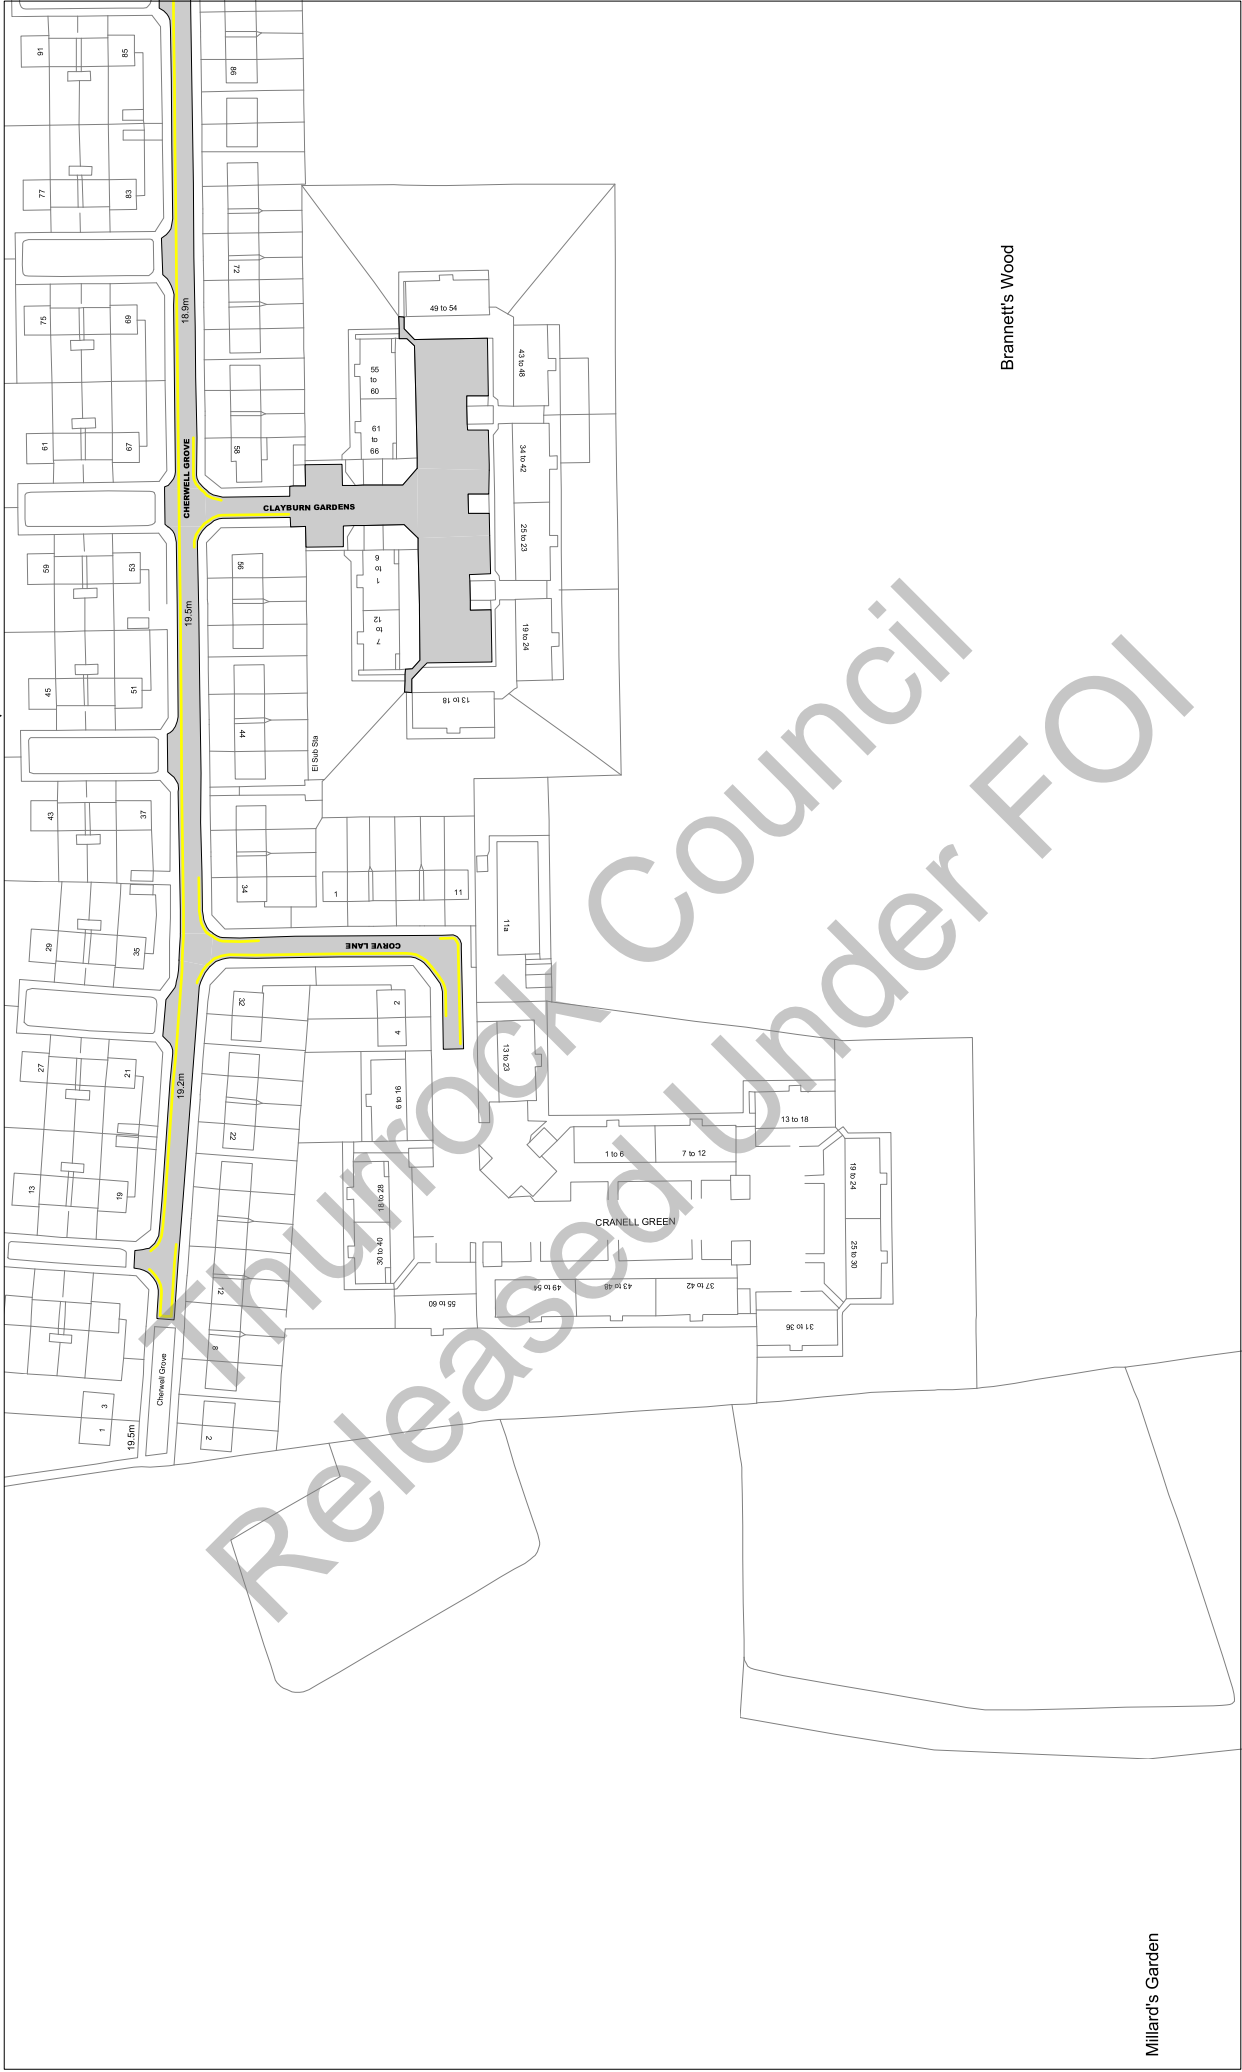 91
85
86
77
83
72
75
69
18.9m
Brannett's Wood
49 to 54
43 to 48
55
to
60
61
to
66
61
67
58
34 to 42
CHERWELL GROVE
CLAYBURN GARDENS
25 to 23
59
53
56
1
to
6
19.5m
7
to
12
19 to 24
45
51
13 to 18
44
El Sub Sta
43
37
34
1
11
11a
29
35
CORVE LANE
32
2
4
27
21
19.2m
13 to 23
6 to 16
22
13 to 18
1 to 6
7 to 12
13
19
18 to 28
19 to 24
CRANELL GREEN
30 to 40
25 to 30
12
49 to 54
43 to 48
37 to 42
55 to 60
31 to 36
8
Cherwell Grove
3
1
19.5m
2
Thurrock Council
Released Under FOI
Millard's Garden